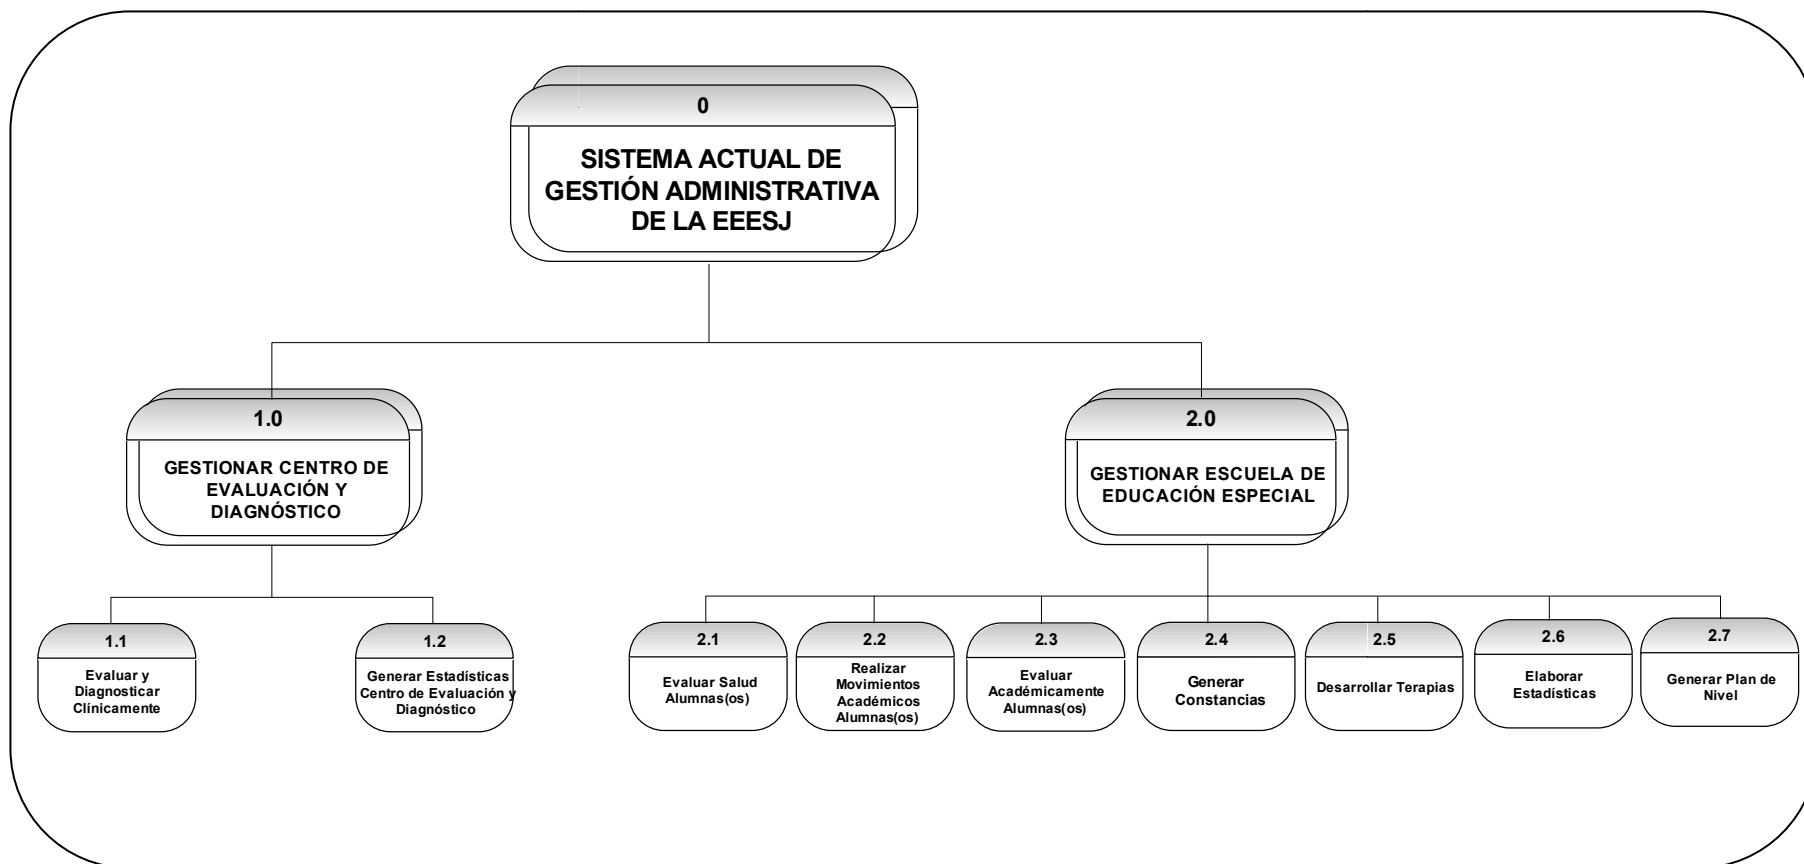 0
SISTEMA ACTUAL DE
GESTIÓN ADMINISTRATIVA
DE LA EEESJ
1.0
GESTIONAR CENTRO DE
EVALUACIÓN Y
DIAGNÓSTICO
2.0
GESTIONAR ESCUELA DE
EDUCACIÓN ESPECIAL
1.1
Evaluar y
Diagnosticar
Clínicamente
1.2
Generar Estadísticas
Centro de Evaluación y
Diagnóstico
2.1
Evaluar Salud
Alumnas(os)
2.2
Realizar
Movimientos
Académicos
Alumnas(os)
2.3
Evaluar
Académicamente
Alumnas(os)
2.4
Generar
Constancias
2.5
Desarrollar Terapias
2.6
Elaborar
Estadísticas
2.7
Generar Plan de
Nivel